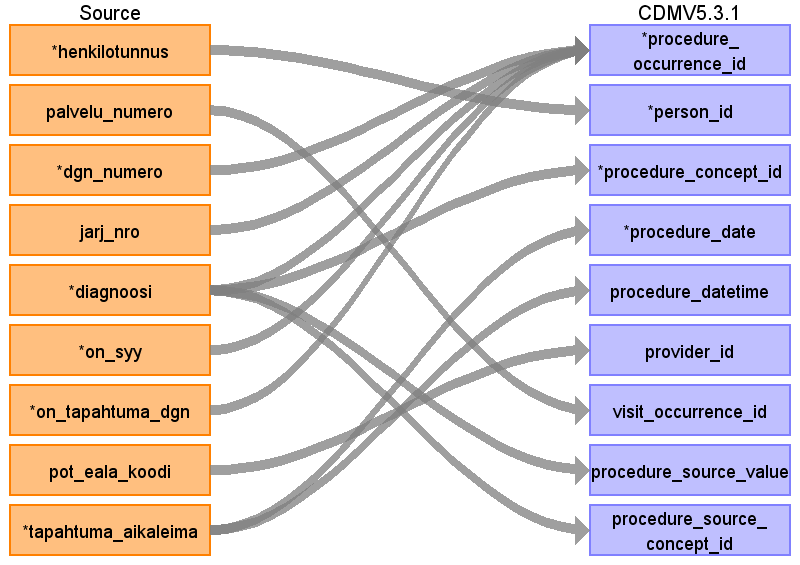 Source
CDMV5.3.1
*henkilotunnus
*procedure_
occurrence_id
palvelu_numero
*person_id
*dgn_numero
*procedure_concept_id
jarj_nro
*procedure_date
*diagnoosi
procedure_datetime
*on_syy
provider_id
*on_tapahtuma_dgn
visit_occurrence_id
pot_eala_koodi
procedure_source_value
*tapahtuma_aikaleima
procedure_source_
concept_id